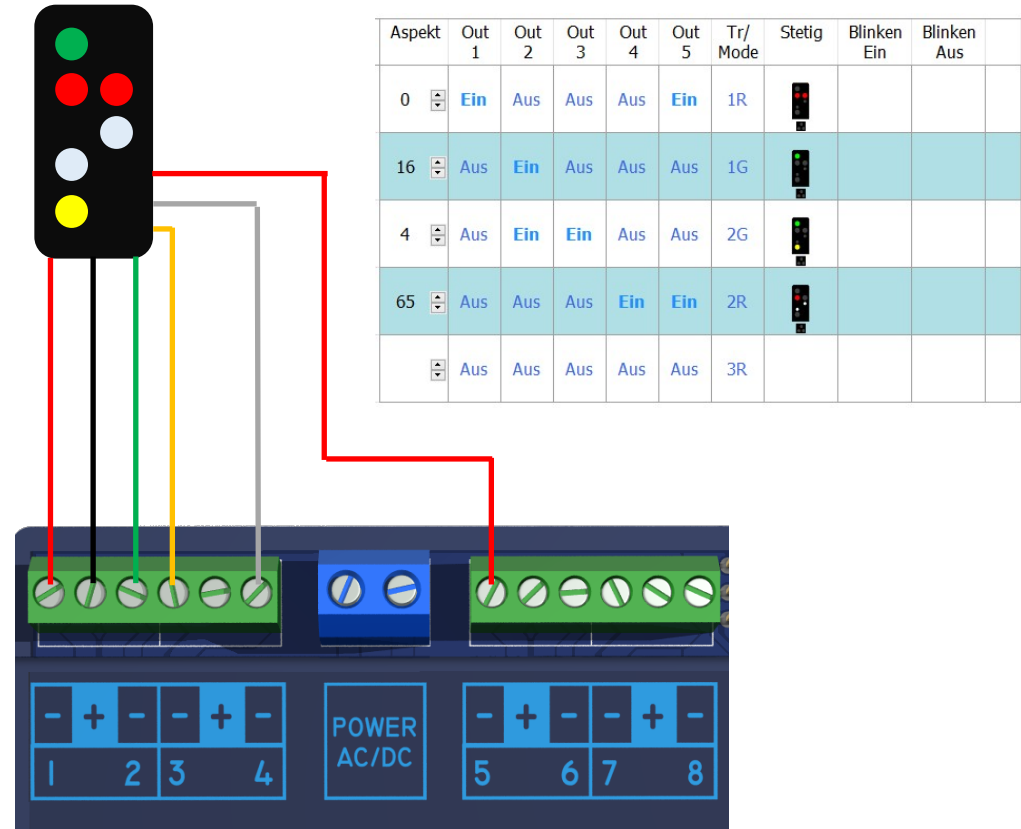 Aspekt Out 1 Out 2 Out 3 Out 4 Out 5 Tr/ Mode Stetig Blinken Ein Blinken Aus
0 Ein Aus Aus Aus Ein 1R
16 Aus Ein Aus Aus Aus 1G
4 Aus Ein Ein Aus Aus 2G
65 Aus Aus Aus Ein Ein 2R
Aus Aus Aus Aus Aus 3R
- + - - + - POWER - + - - + -
1 2 3 4 AC/DC 5 6 7 8